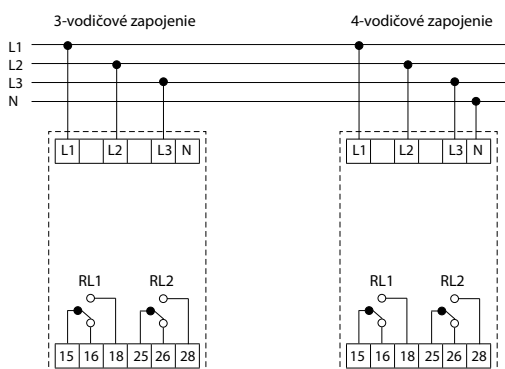 3-vodičové zapojenie 4-vodičové zapojenie
L1
L2
L3
N
L1 L2 L3 N L1 L2 L3 N
RL1 RL2 RL1 RL2
15 16 18 25 26 28 15 16 18 25 26 28